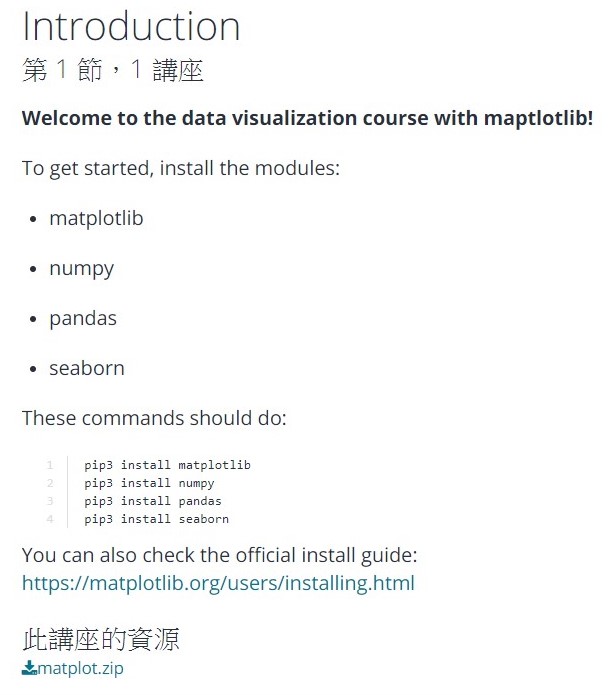 Introduction
第 1 節，1 講座
Welcome to the data visualization course with maptlotlib!
To get started, install the modules:
• matplotlib
• numpy
• pandas
• seaborn
These commands should do:
1 pip3 install matplotlib
2 pip3 install numpy
3 pip3 install pandas
4 pip3 install seaborn
You can also check the official install guide:
https://matplotlib.org/users/installing.html
此講座的資源
matplot.zip